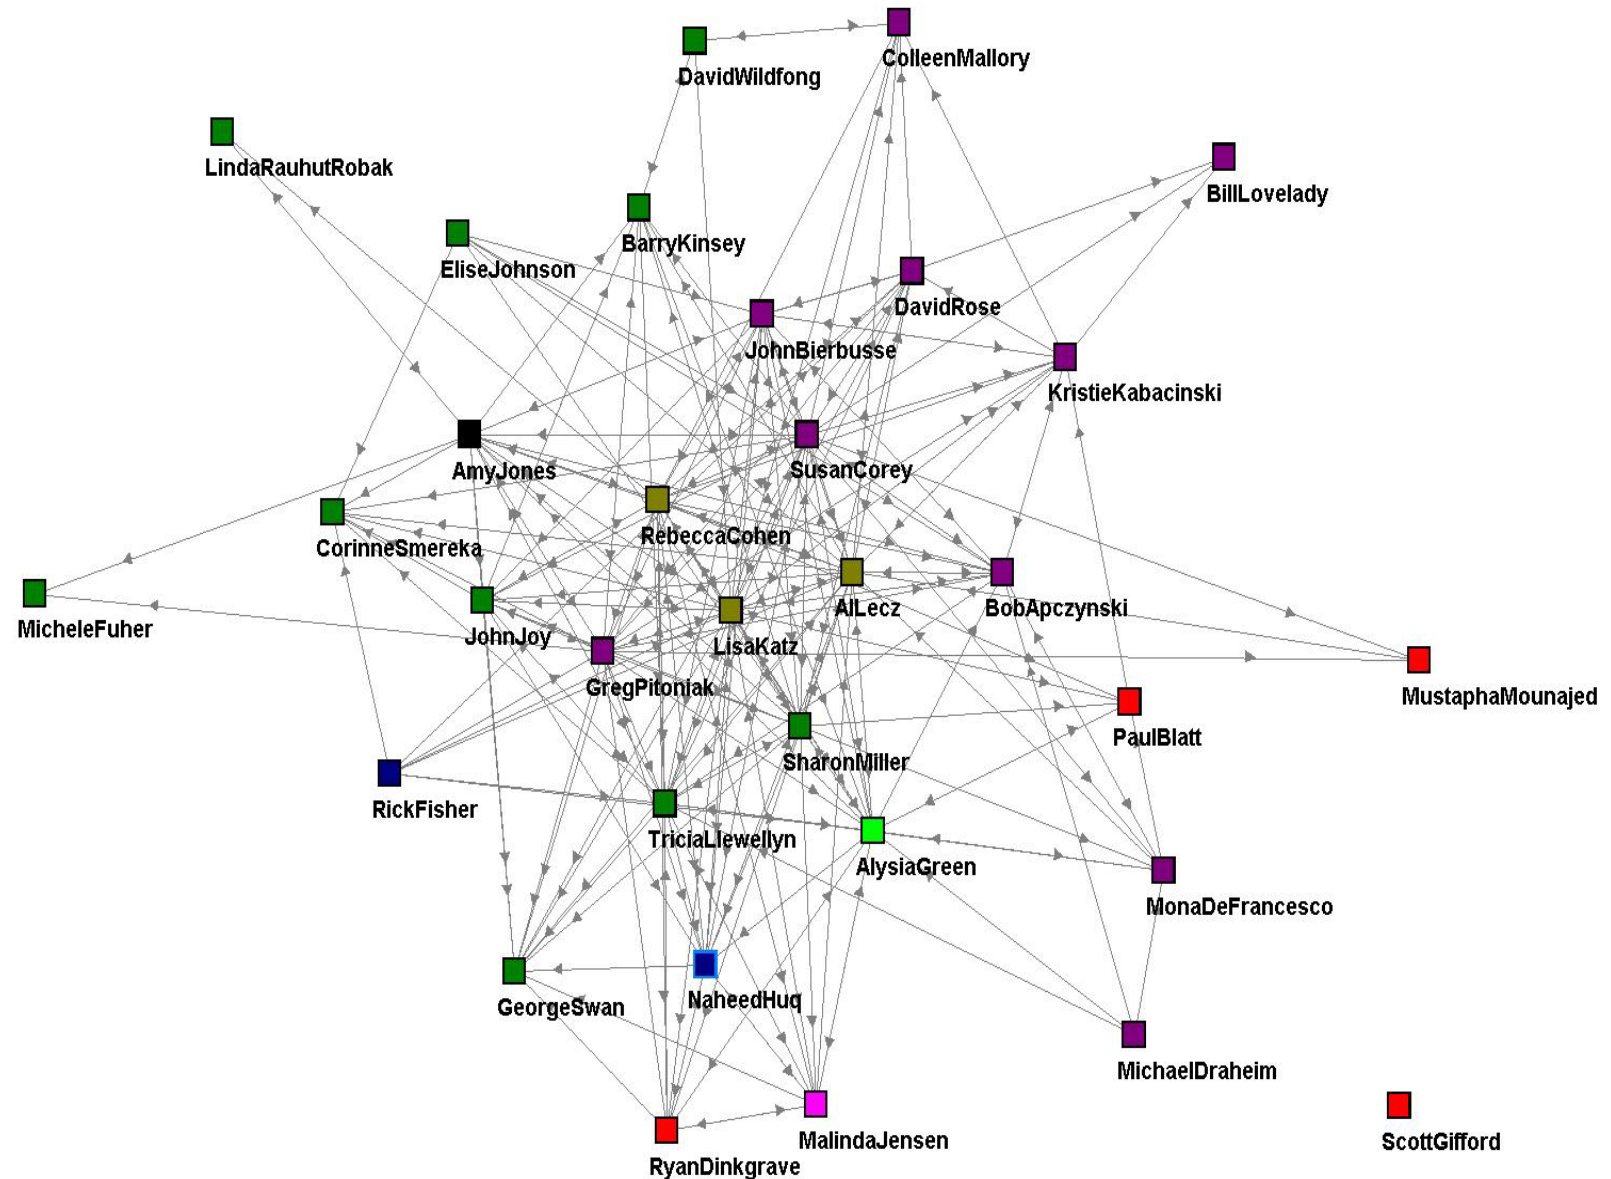 ColleenMallory
DavidWildfong
LindaRauhutRobak
BillLovelady
BarryKinsey
EliseJohnson
DavidRose
JohnBierbusse
KristieKabacinski
AmyJones
SusanCorey
RebeccaCohen
CorinneSmereka
AlLecz
BobApczynski
MicheleFuher
JohnJoy
LisaKatz
GregPitoniak
MustaphaMounajed
PaulBlatt
SharonMiller
RickFisher
TriciaLlewellyn
AlysiaGreen
MonaDeFrancesco
NaheedHuq
GeorgeSwan
MichaelDraheim
MalindaJensen
ScottGifford
RyanDinkgrave